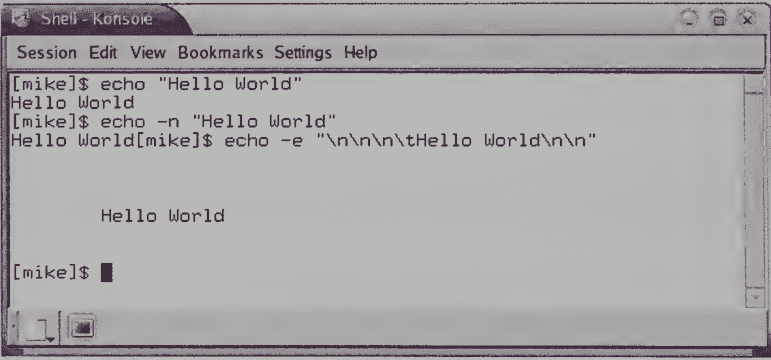 Shell - Konsole
Session Edit View Bookmarks Settings Help
[mike]$ echo "Hello World"
Hello World
[mike]$ echo -n "Hello World"
Hello World[mike]$ echo -e "\n\n\n\tHello World\n\n"
Hello World
[mike]$